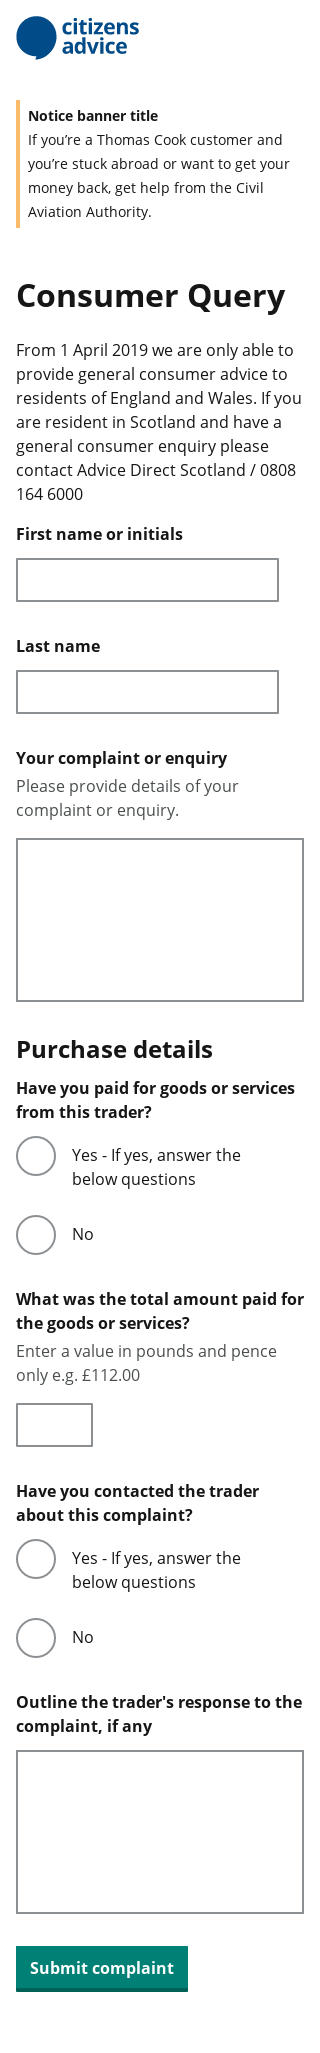 citizens
advice
Notice banner title
If you’re a Thomas Cook customer and
you’re stuck abroad or want to get your
money back, get help from the Civil
Aviation Authority.
Consumer Query
From 1 April 2019 we are only able to
provide general consumer advice to
residents of England and Wales. If you
are resident in Scotland and have a
general consumer enquiry please
contact Advice Direct Scotland / 0808
164 6000
First name or initials
Last name
Your complaint or enquiry
Please provide details of your
complaint or enquiry.
Purchase details
Have you paid for goods or services
from this trader?
Yes - If yes, answer the
below questions
No
What was the total amount paid for
the goods or services?
Enter a value in pounds and pence
only e.g. £112.00
Have you contacted the trader
about this complaint?
Yes - If yes, answer the
below questions
No
Outline the trader's response to the
complaint, if any
Submit complaint